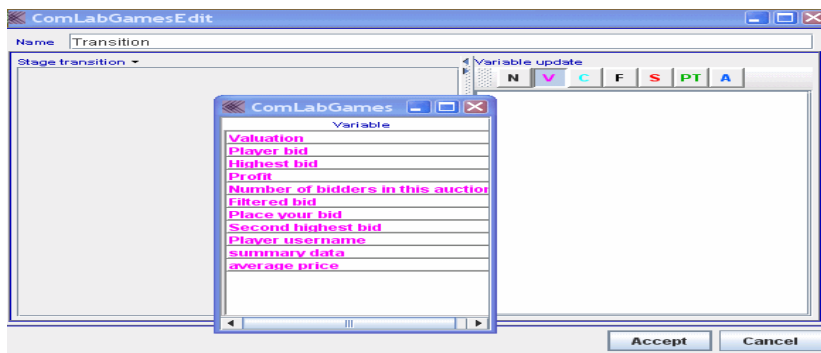 ComLabGamesEdit
Name Transition
Stage transition
Variable update
N V C F S PT A
ComLabGames
Variable
Valuation
Player bid
Highest bid
Profit
Number of bidders in this auction
Filtered bid
Place your bid
Second highest bid
Player username
summary data
average price
Accept Cancel